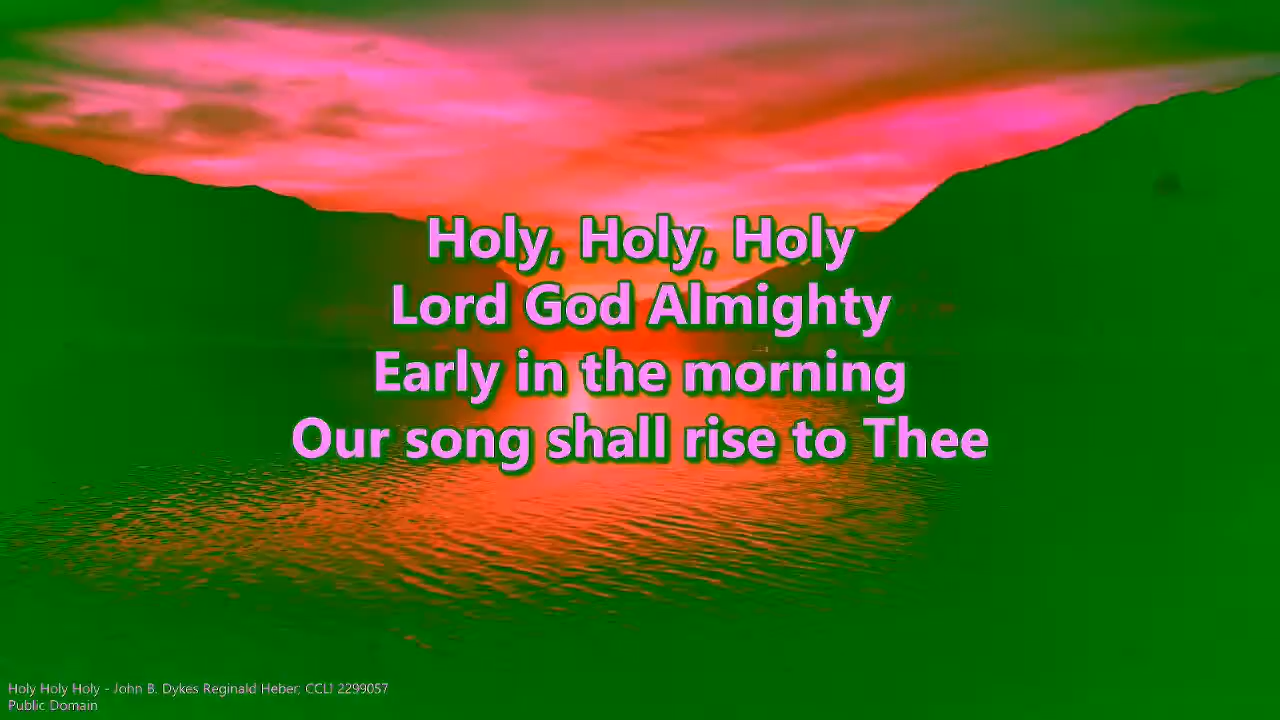 Holy, Holy, Holy
Lord God Almighty
Early in the morning
Our song shall rise to Thee
Holy Holy Holy - John B. Dykes Reginald Heber; CCLI 2299057
Public Domain